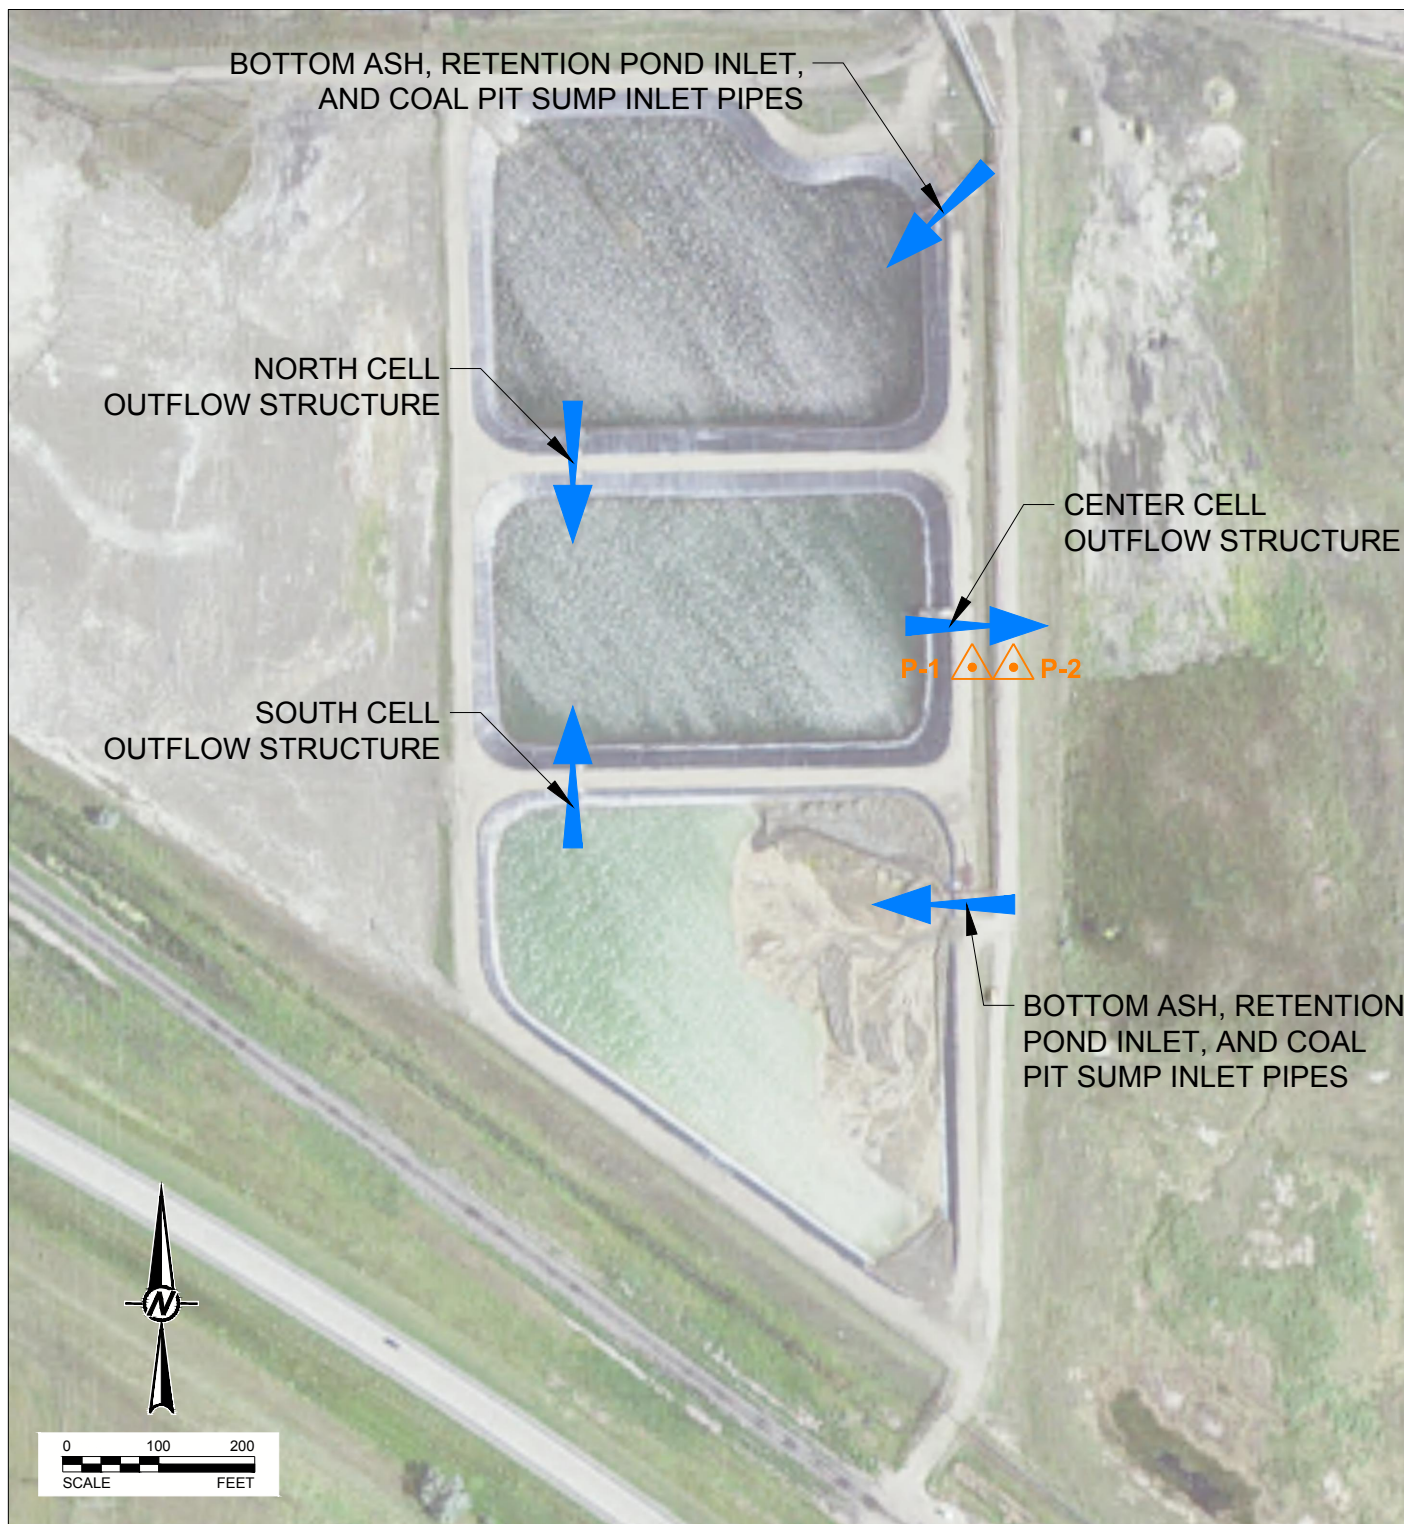 BOTTOM ASH, RETENTION POND INLET,
AND COAL PIT SUMP INLET PIPES
NORTH CELL
OUTFLOW STRUCTURE
CENTER CELL
OUTFLOW STRUCTURE
P-1 P-2
SOUTH CELL
OUTFLOW STRUCTURE
BOTTOM ASH, RETENTION
POND INLET, AND COAL
PIT SUMP INLET PIPES
N
0 100 200
SCALE FEET